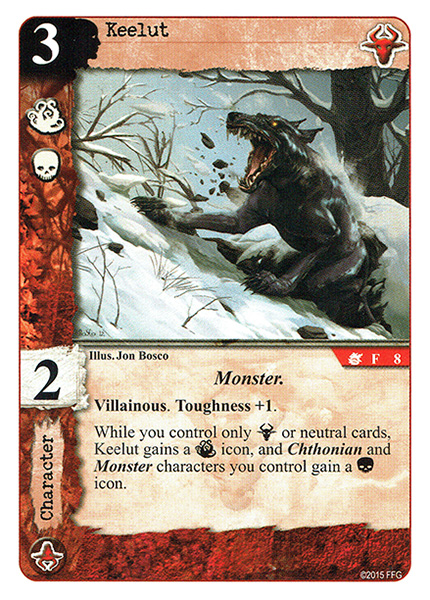 3
Keelut
Illus. Jon Bosco
F 8
2
Monster.
Villainous. Toughness +1.
While you control only or neutral cards,
Keelut gains a icon, and Chthonian and
Monster characters you control gain a
icon.
Character
©2015 FFG